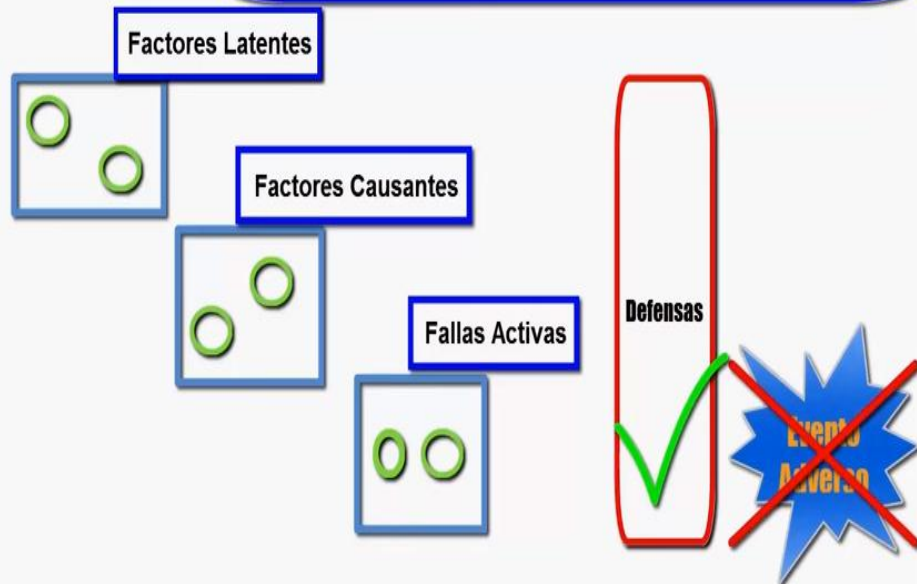 Factores Latentes
Factores Causantes
Fallas Activas
Defensas
Evento
Adverso